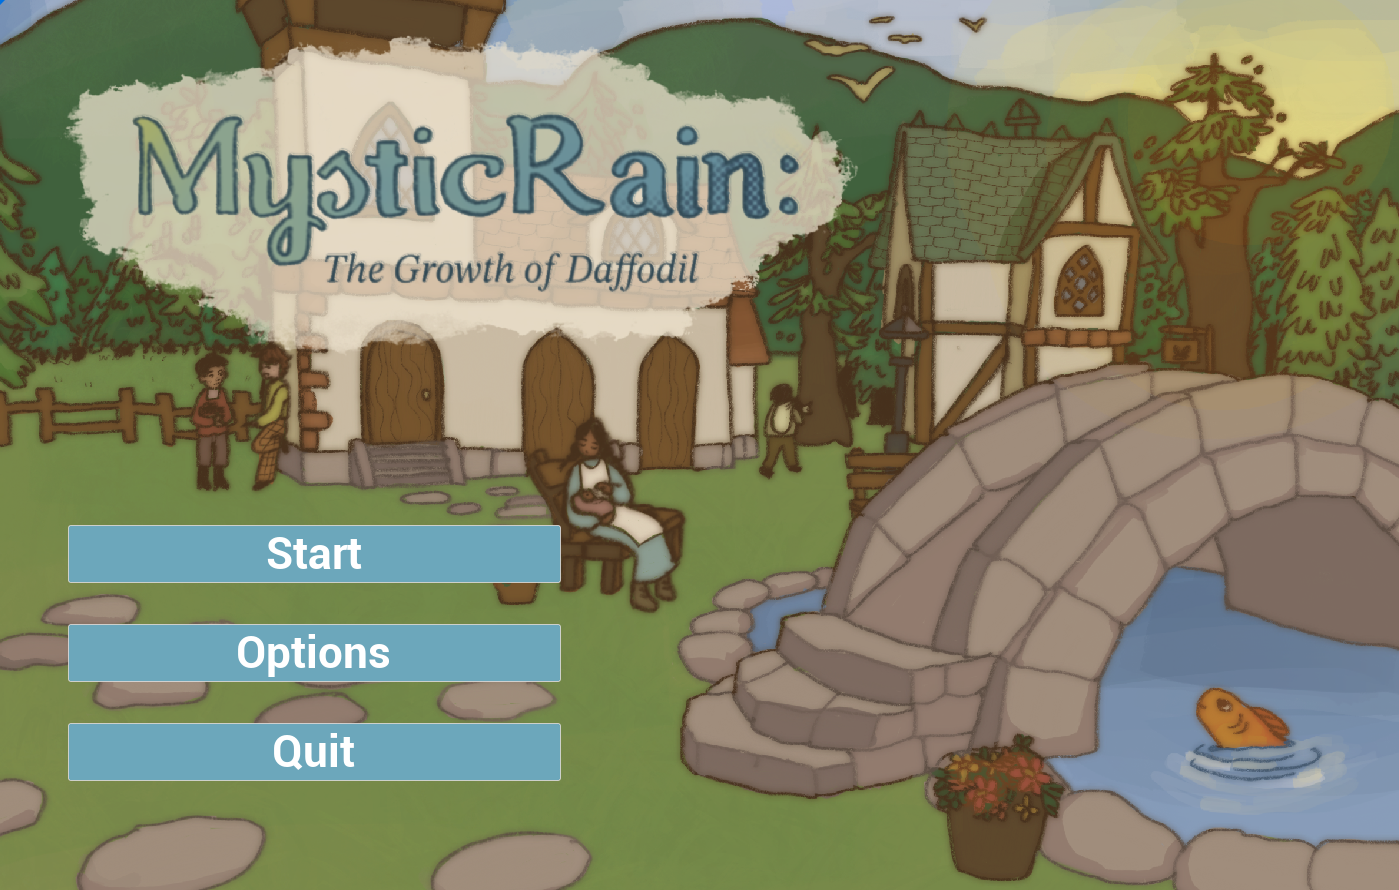 MysticRain:
The Growth of Daffodil
Start
Options
Quit